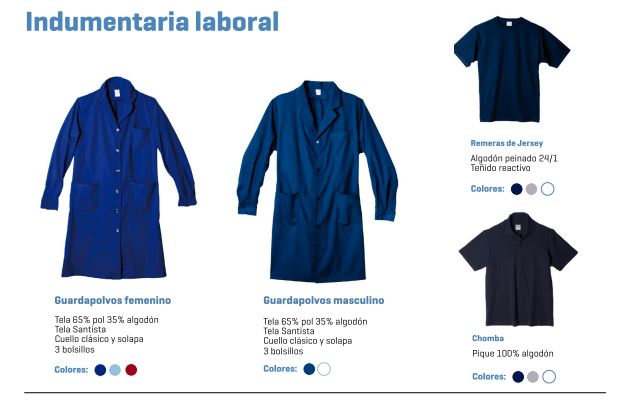 Indumentaria laboral
Guardapolvos femenino
Tela 65% pol 35% algodón
Tela Santista
Cuello clásico y solapa
3 bolsillos
Colores:
Guardapolvos masculino
Tela 65% pol 35% algodón
Tela Santista
Cuello clásico y solapa
3 bolsillos
Colores:
Remeras de Jersey
Algodón peinado 24/1
Teñido reactivo
Colores:
Chomba
Pique 100% algodón
Colores: